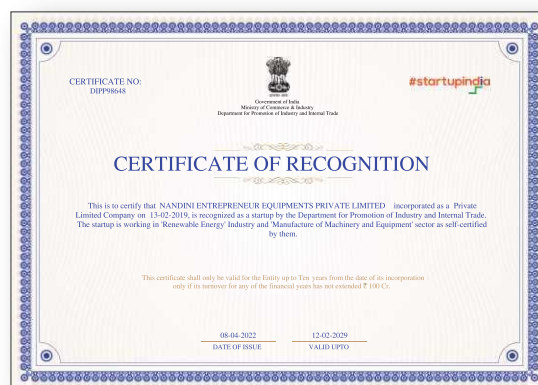 CERTIFICATE NO:
DIPP98648
#startupindia
Government of India
Ministry of Commerce & Industry
Department for Promotion of Industry and Internal Trade
CERTIFICATE OF RECOGNITION
This is to certify that NANDINI ENTREPRENEUR EQUIPMENTS PRIVATE LIMITED incorporated as a Private
Limited Company on 13-02-2019, is recognized as a startup by the Department for Promotion of Industry and Internal Trade.
The startup is working in 'Renewable Energy' Industry and 'Manufacture of Machinery and Equipment' sector as self-certified
by them.
This certificate shall only be valid for the Entity up to Ten years from the date of its incorporation
only if its turnover for any of the financial years has not extended ₹ 100 Cr.
08-04-2022
DATE OF ISSUE
12-02-2029
VALID UPTO